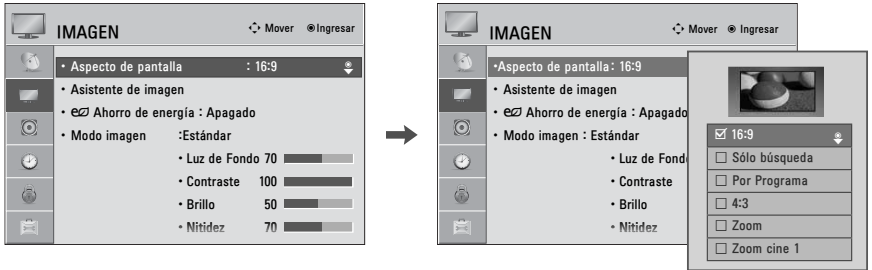 IMAGEN
Mover
Ingresar
• Aspecto de pantalla : 16:9
• Asistente de imagen
• e Ahorro de energía : Apagado
• Modo imagen :Estándar
• Luz de Fondo 70
• Contraste 100
• Brillo 50
• Nitidez 70
IMAGEN
Mover
Ingresar
•Aspecto de pantalla: 16:9
• Asistente de imagen
• e Ahorro de energía : Apagado
• Modo imagen : Estándar
• Luz de Fondo
• Contraste
• Brillo
• Nitidez
16:9
Sólo búsqueda
Por Programa
4:3
Zoom
Zoom cine 1